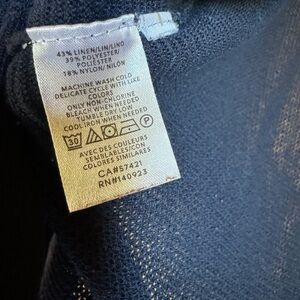 43% LINEN/LIN/LINO
39% POLYESTER/
POLIÉSTER
18% NYLON/ NILÓN
MACHINE WASH COLD
DELICATE CYCLE WITH LIKE
COLORS
ONLY NON-CHLORINE
BLEACH WHEN NEEDED
TUMBLE DRY LOW
COOL IRON WHEN NEEDED
30 P
AVEC DES COULEURS
SEMBLABLES/CON
COLORES SIMILARES
CA#57421
RN#140923